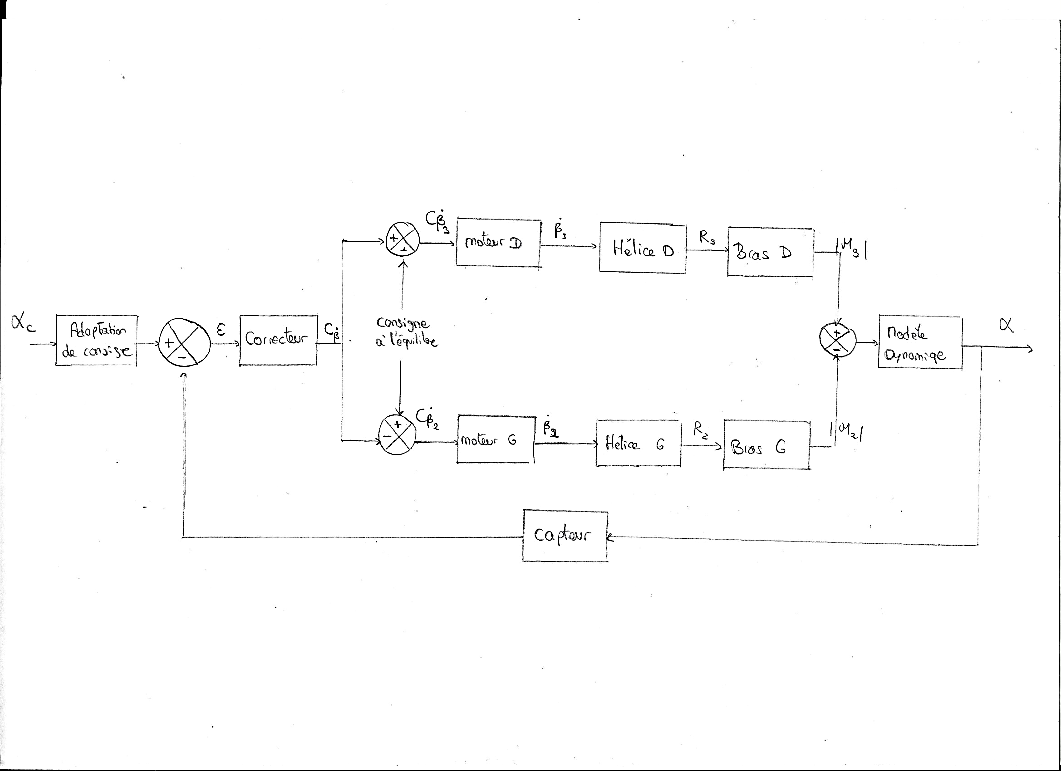 αc
Adaptation
de consigne
+
-
ε
Correcteur
Cβ̇
+
+
Cβ̇3
moteur D
β̇3
Hélice D
R3
Bras D
|M3|
Consigne
à l'équilibre
+
-
Cβ̇2
moteur G
β̇2
Hélice G
R2
Bras G
|M2|
+
-
Modèle
Dynamiqe
α
Capteur